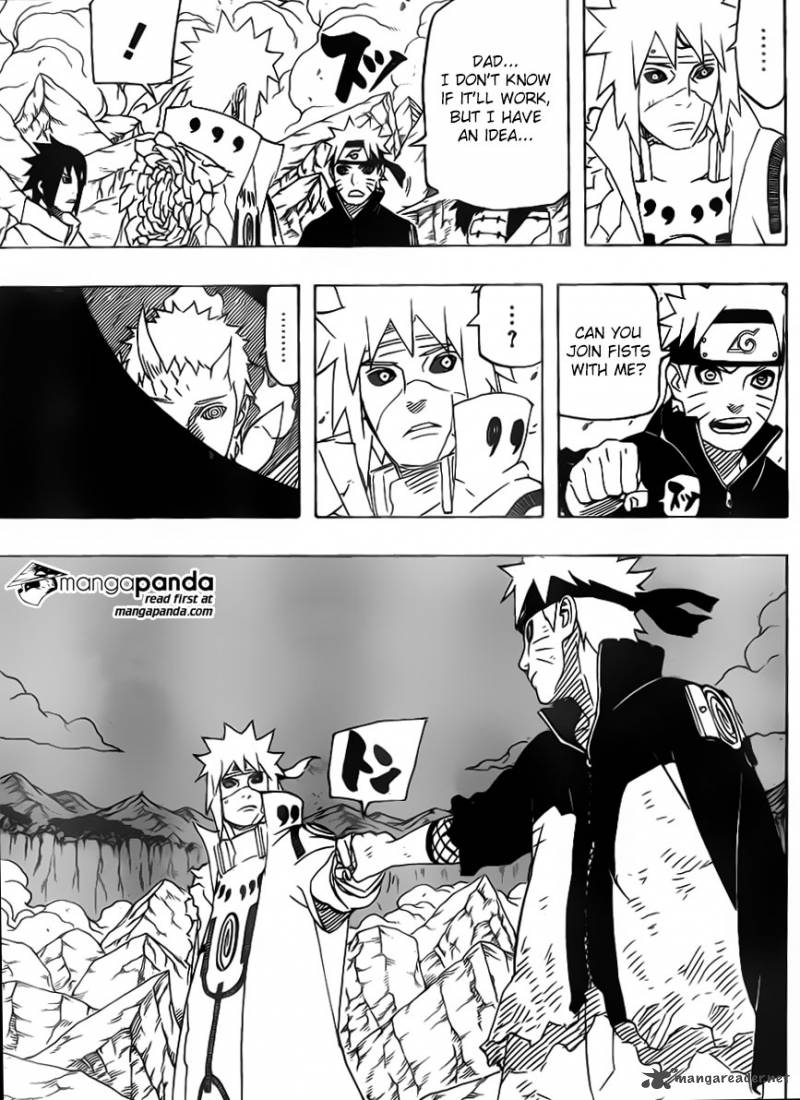 !
ズッ
DAD...
I DON'T KNOW
IF IT'LL WORK,
BUT I HAVE
AN IDEA...
........
........
....?
CAN YOU
JOIN FISTS
WITH ME?
mangapanda
read first at
mangapanda.com
トン
mangareader.net